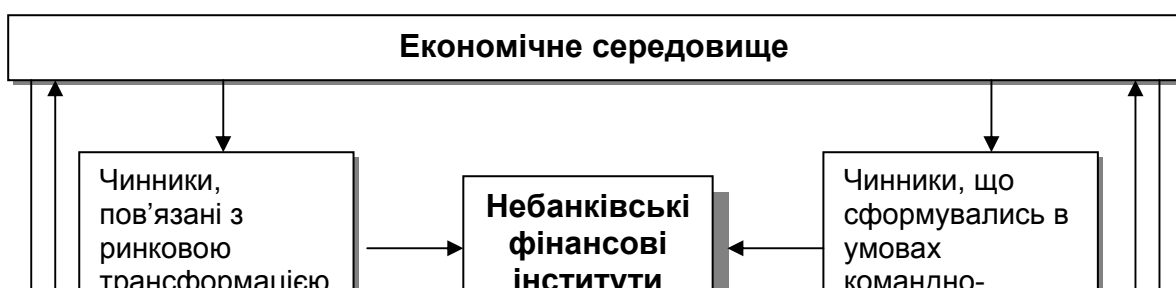 Економічне середовище
Чинники,
пов’язані з
ринковою
трансформацією
Небанківські
фінансові
інститути
Чинники, що
сформувались в
умовах
командно-